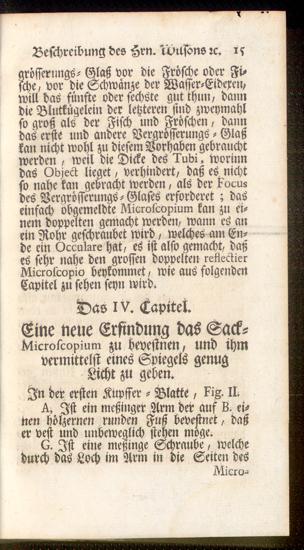 Beschreibung des Hrn. Wilsons ꝛc. 15
grösserungs-Glaß vor die Frösche oder Fi-
sche, vor die Schwänze der Wasser-Eidexen,
will das fünfte oder sechste gut thun, dann
die Blutkügelein der letzteren sind zweymahl
so groß als der Fisch und Fröschen, dann
das erste und andere Vergrösserungs-Glaß
kan nicht wohl zu diesem Vorhaben gebraucht
werden, weil die Dicke des Tubi, worinn
das Object lieget, verhindert, daß es nicht
so nahe kan gebracht werden, als der Focus
des Vergrösserungs-Glases erforderet; das
einfach obgemeldte Microscopium kan zu ei-
nem doppelten gemacht werden, wann es an
ein Rohr geschraubet wird, welches am En-
de ein Occulare hat, es ist also gemacht, daß
es sehr nahe den grossen doppelten reflectier
Microscopio beykommet, wie aus folgenden
Capitel zu sehen seyn wird.
Das IV. Capitel.
Eine neue Erfindung das Sack-
Microscopium zu bevestnen, und ihm
vermittelst eines Spiegels genug
Licht zu geben.
In der ersten Kupffer-Blatte, Fig. II.
A, Ist ein meßinger Arm der auf B. ei-
nen hölzernen runden Fuß bevestnet, daß
er vest und unbeweglich stehen möge.
G. Ist eine meßinge Schraube, welche
durch das Loch im Arm in die Seiten des
Micro-